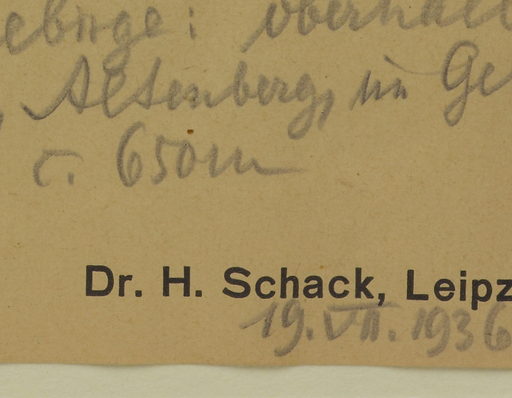 ebirge: oberhalb
, Altenberg, im Ge
c. 650m
Dr. H. Schack, Leipz
19. VII. 1936